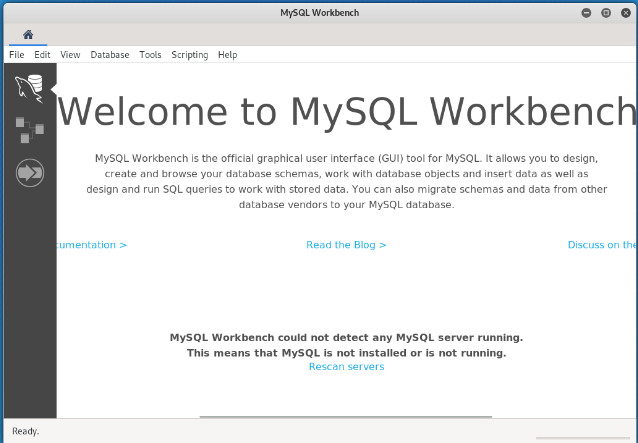 MySQL Workbench
File Edit View Database Tools Scripting Help
Welcome to MySQL Workbench
MySQL Workbench is the official graphical user interface (GUI) tool for MySQL. It allows you to design,
create and browse your database schemas, work with database objects and insert data as well as
design and run SQL queries to work with stored data. You can also migrate schemas and data from other
database vendors to your MySQL database.
cumentation > Read the Blog > Discuss on the
MySQL Workbench could not detect any MySQL server running.
This means that MySQL is not installed or is not running.
Rescan servers
Ready.